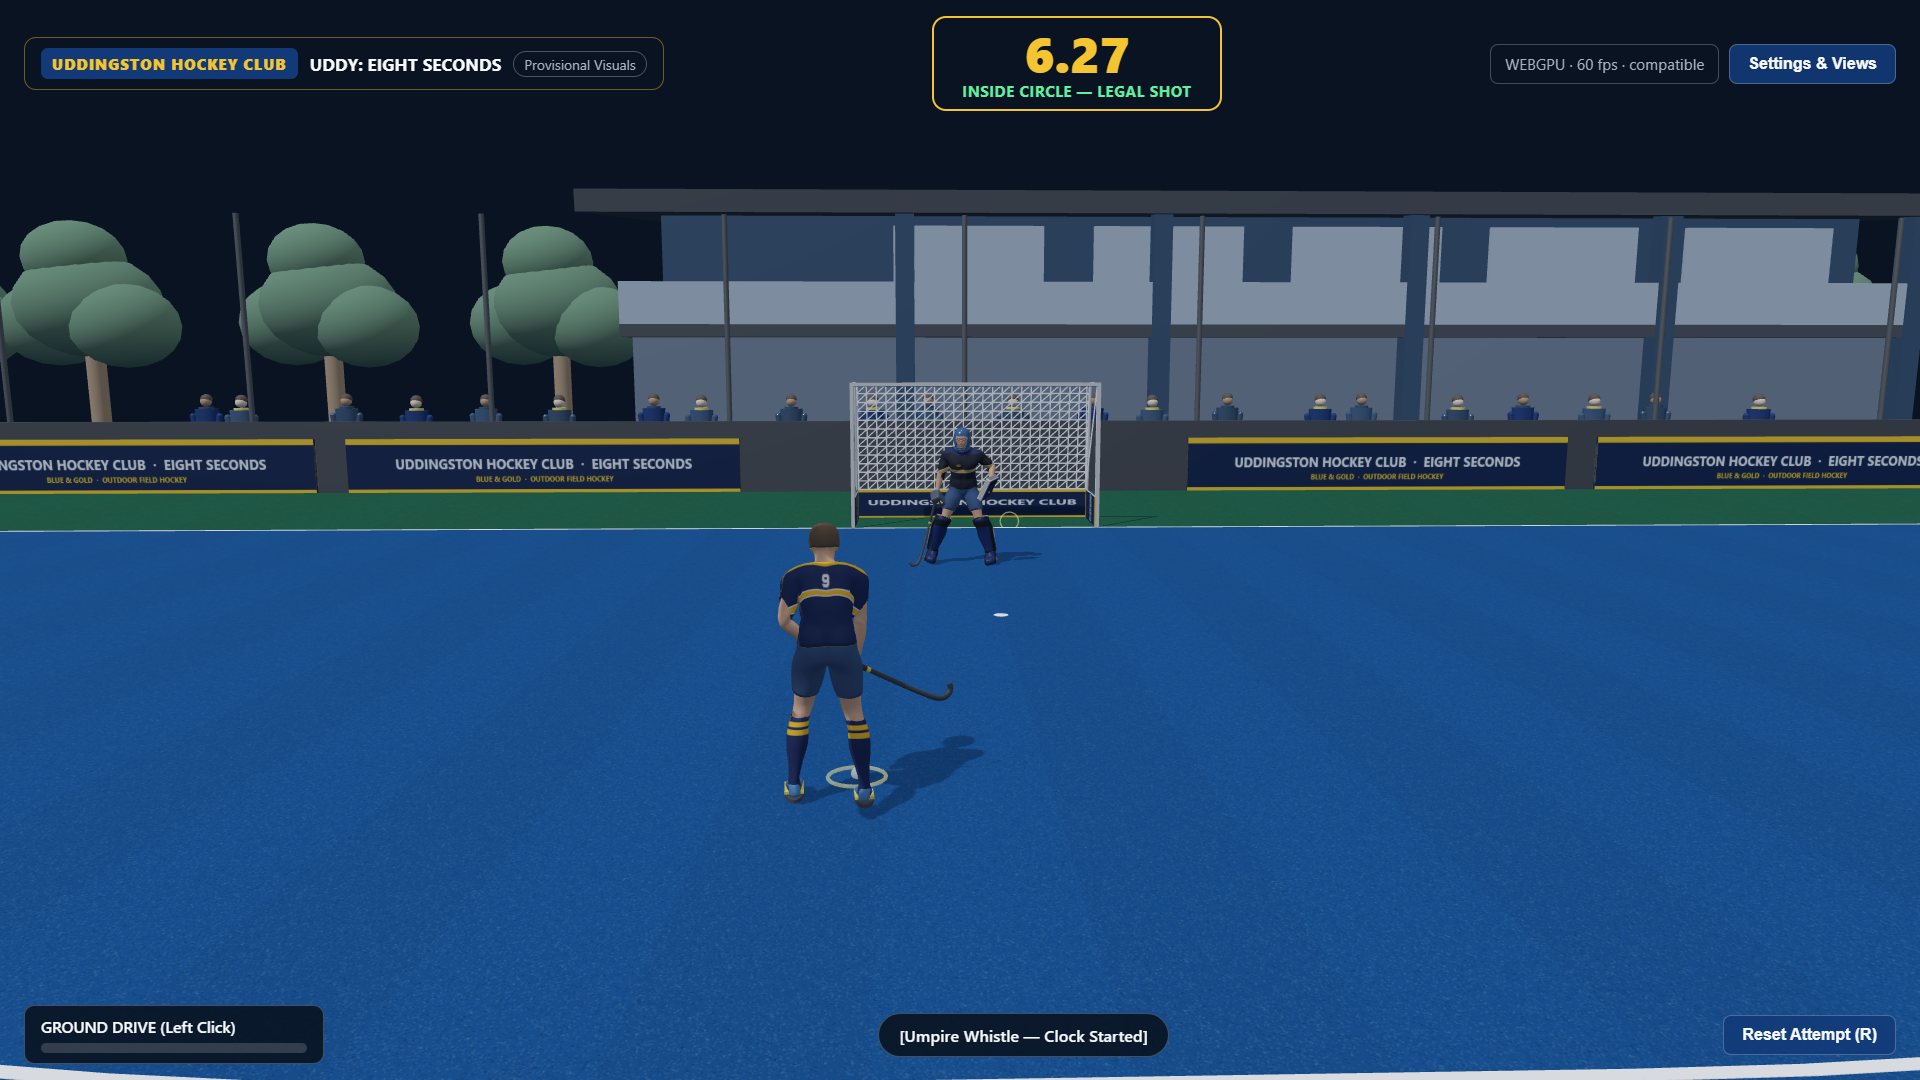 UDDINGSTON HOCKEY CLUB UDDY: EIGHT SECONDS Provisional Visuals
6.27
INSIDE CIRCLE — LEGAL SHOT
WEBGPU · 60 fps · compatible
Settings & Views
NGSTON HOCKEY CLUB · EIGHT SECONDS
BLUE & GOLD · OUTDOOR FIELD HOCKEY
UDDINGSTON HOCKEY CLUB · EIGHT SECONDS
BLUE & GOLD · OUTDOOR FIELD HOCKEY
UDDINGS HOCKEY CLUB
UDDINGSTON HOCKEY CLUB · EIGHT SECONDS
BLUE & GOLD · OUTDOOR FIELD HOCKEY
UDDINGSTON HOCKEY CLUB · EIGHT SECONDS
BLUE & GOLD · OUTDOOR FIELD HOCKEY
9
GROUND DRIVE (Left Click)
[Umpire Whistle — Clock Started]
Reset Attempt (R)